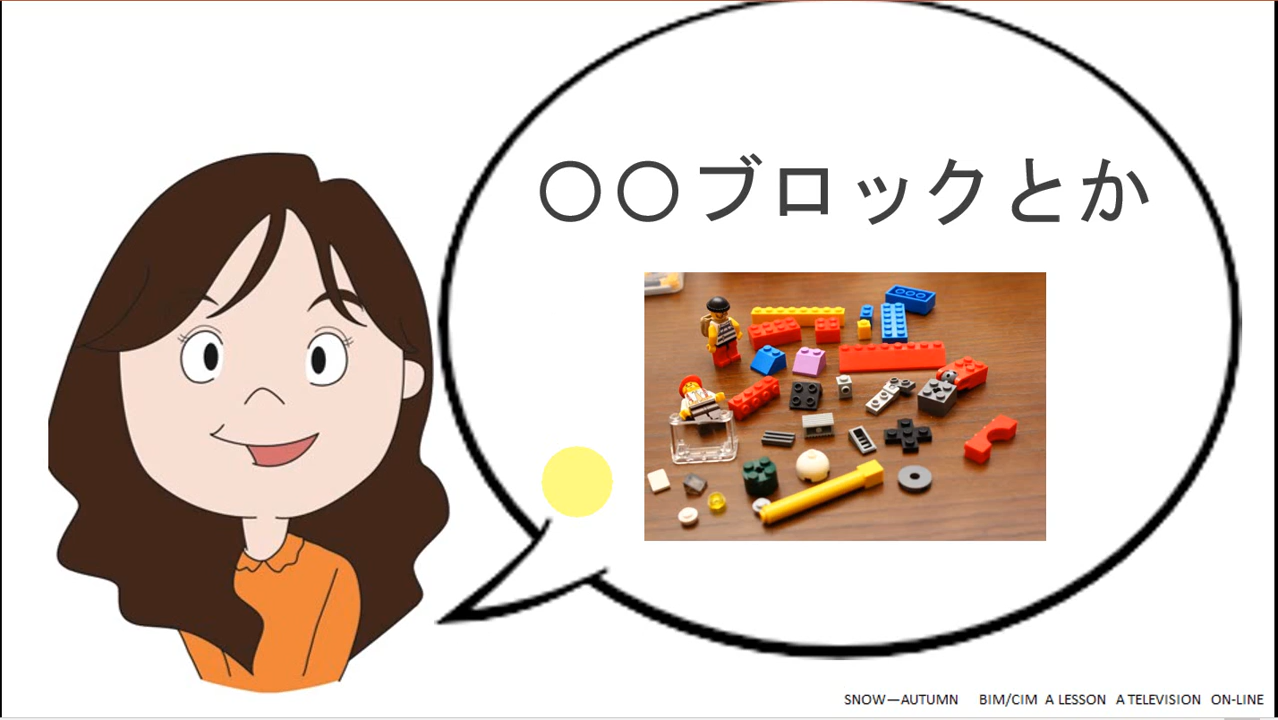 〇〇ブロックとか
SNOW―AUTUMN BIM/CIM A LESSON A TELEVISION ON-LINE